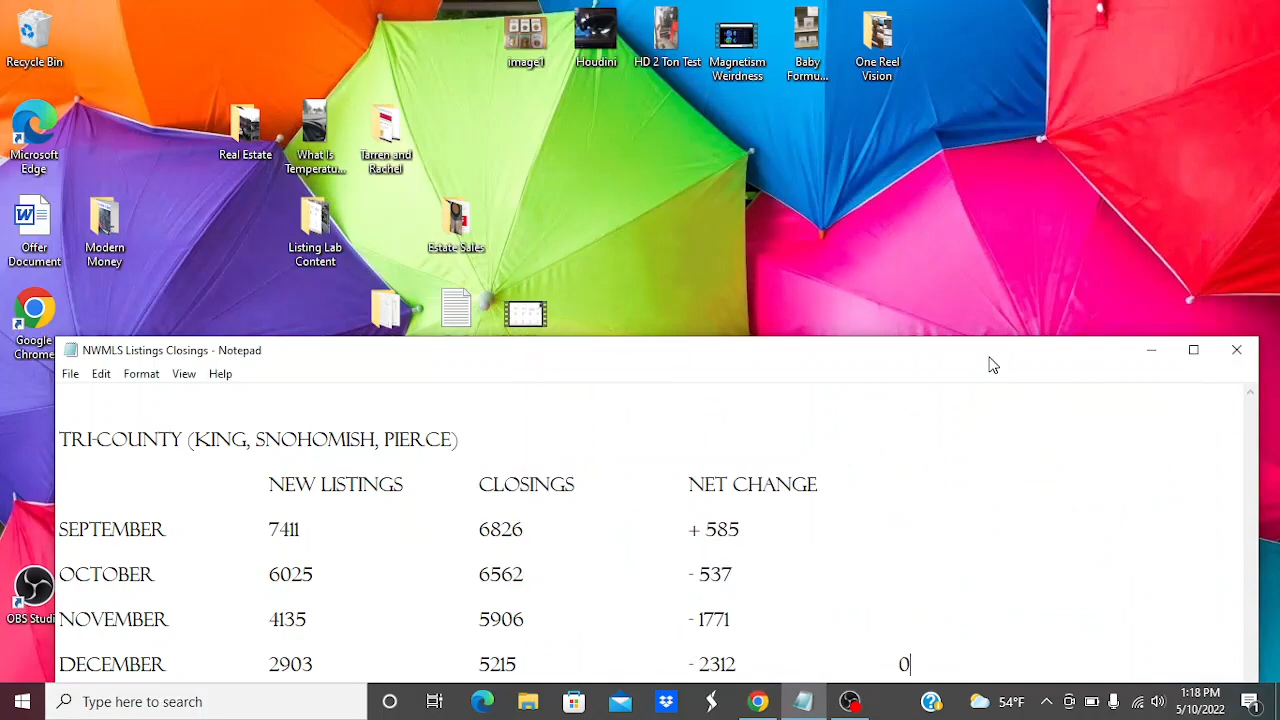 image1
Houdini
HD 2 Ton Test
Magnetism
Weirdness
Baby
Formu...
One Reel
Vision
Recycle Bin
Microsoft
Edge
Real Estate
What Is
Temperatu...
Tarren and
Rachel
Offer
Document
Modern
Money
Listing Lab
Content
Estate Sales
Google
Chrome
OBS Studi
NWMLS Listings Closings - Notepad
File Edit Format View Help
TRI-COUNTY (KING, SNOHOMISH, PIERCE)
NEW LISTINGS CLOSINGS NET CHANGE
SEPTEMBER 7411 6826 + 585
OCTOBER 6025 6562 - 537
NOVEMBER 4135 5906 - 1771
DECEMBER 2903 5215 - 2312 0
Type here to search
54°F
1:18 PM
5/10/2022
1